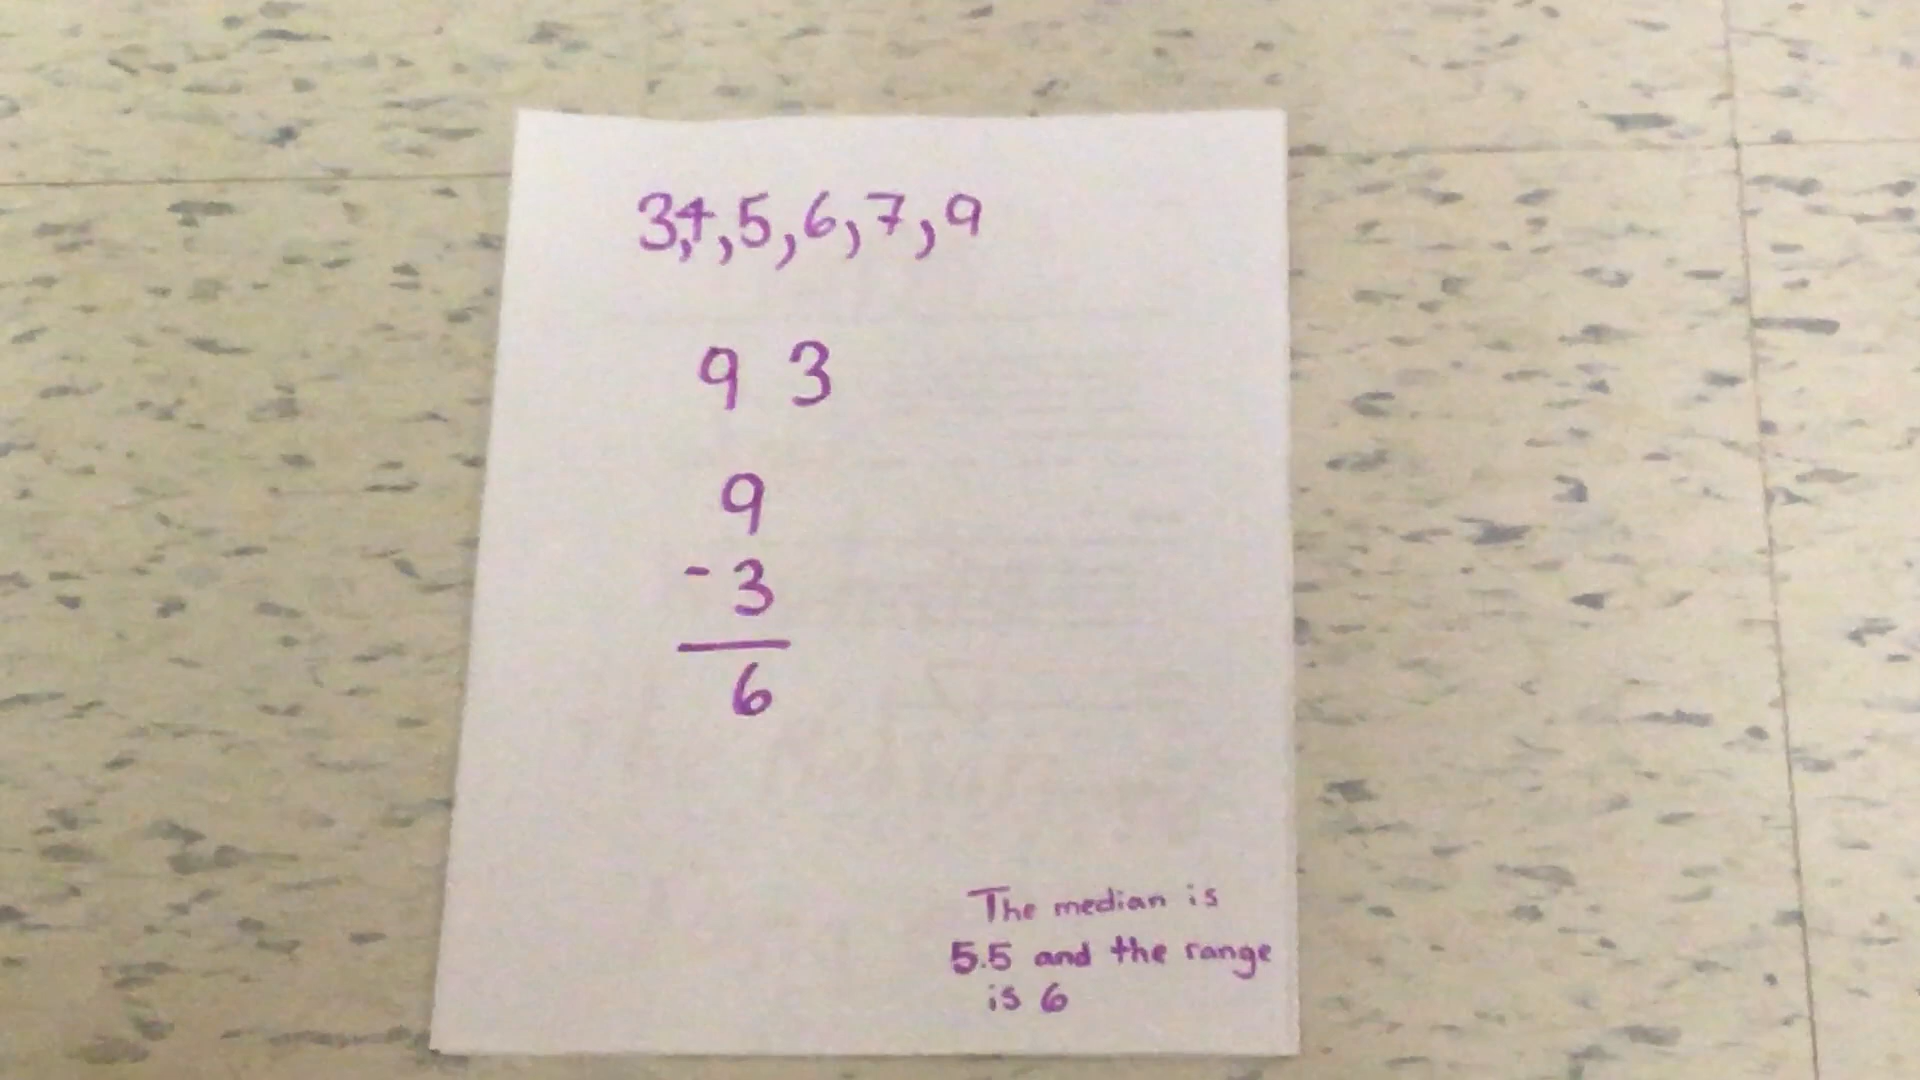 3,4,5,6,7,9
9 3
9
-3
6
The median is
5.5 and the range
is 6